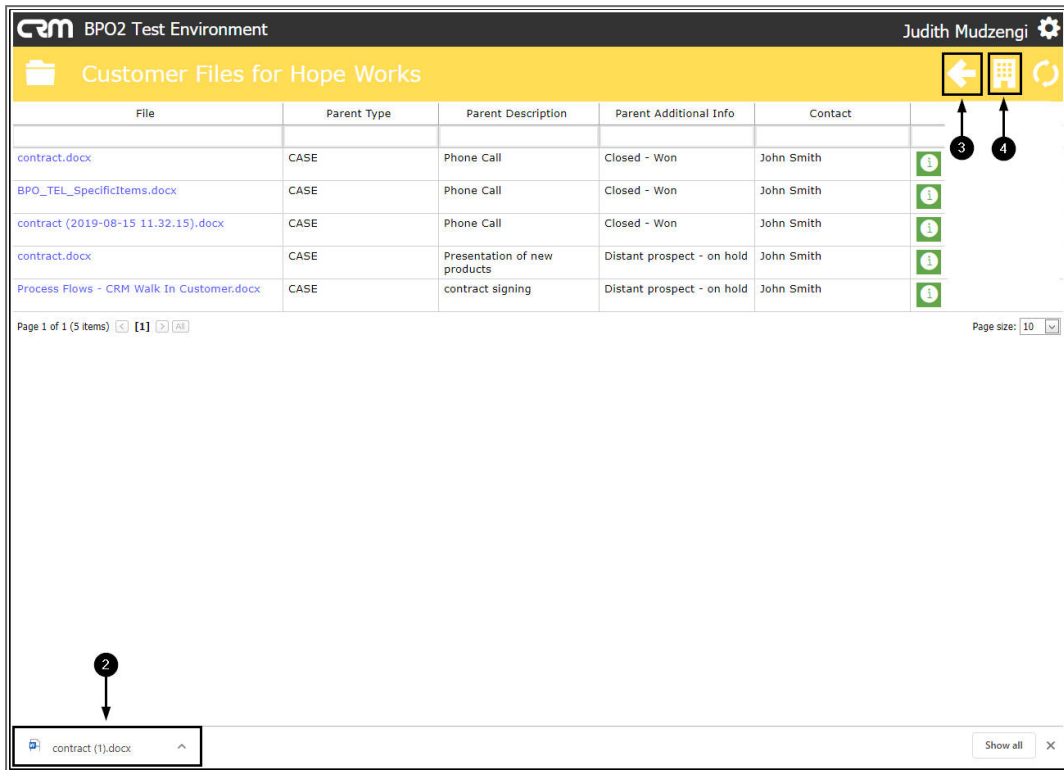 CRM BPO2 Test Environment Judith Mudzengi
Customer Files for Hope Works
File Parent Type Parent Description Parent Additional Info Contact
3 4
contract.docx CASE Phone Call Closed - Won John Smith i
BPO_TEL_SpecificItems.docx CASE Phone Call Closed - Won John Smith i
contract (2019-08-15 11.32.15).docx CASE Phone Call Closed - Won John Smith i
contract.docx CASE Presentation of new products Distant prospect - on hold John Smith i
Process Flows - CRM Walk In Customer.docx CASE contract signing Distant prospect - on hold John Smith i
Page 1 of 1 (5 items) < [1] > All Page size: 10
2
contract (1).docx Show all X